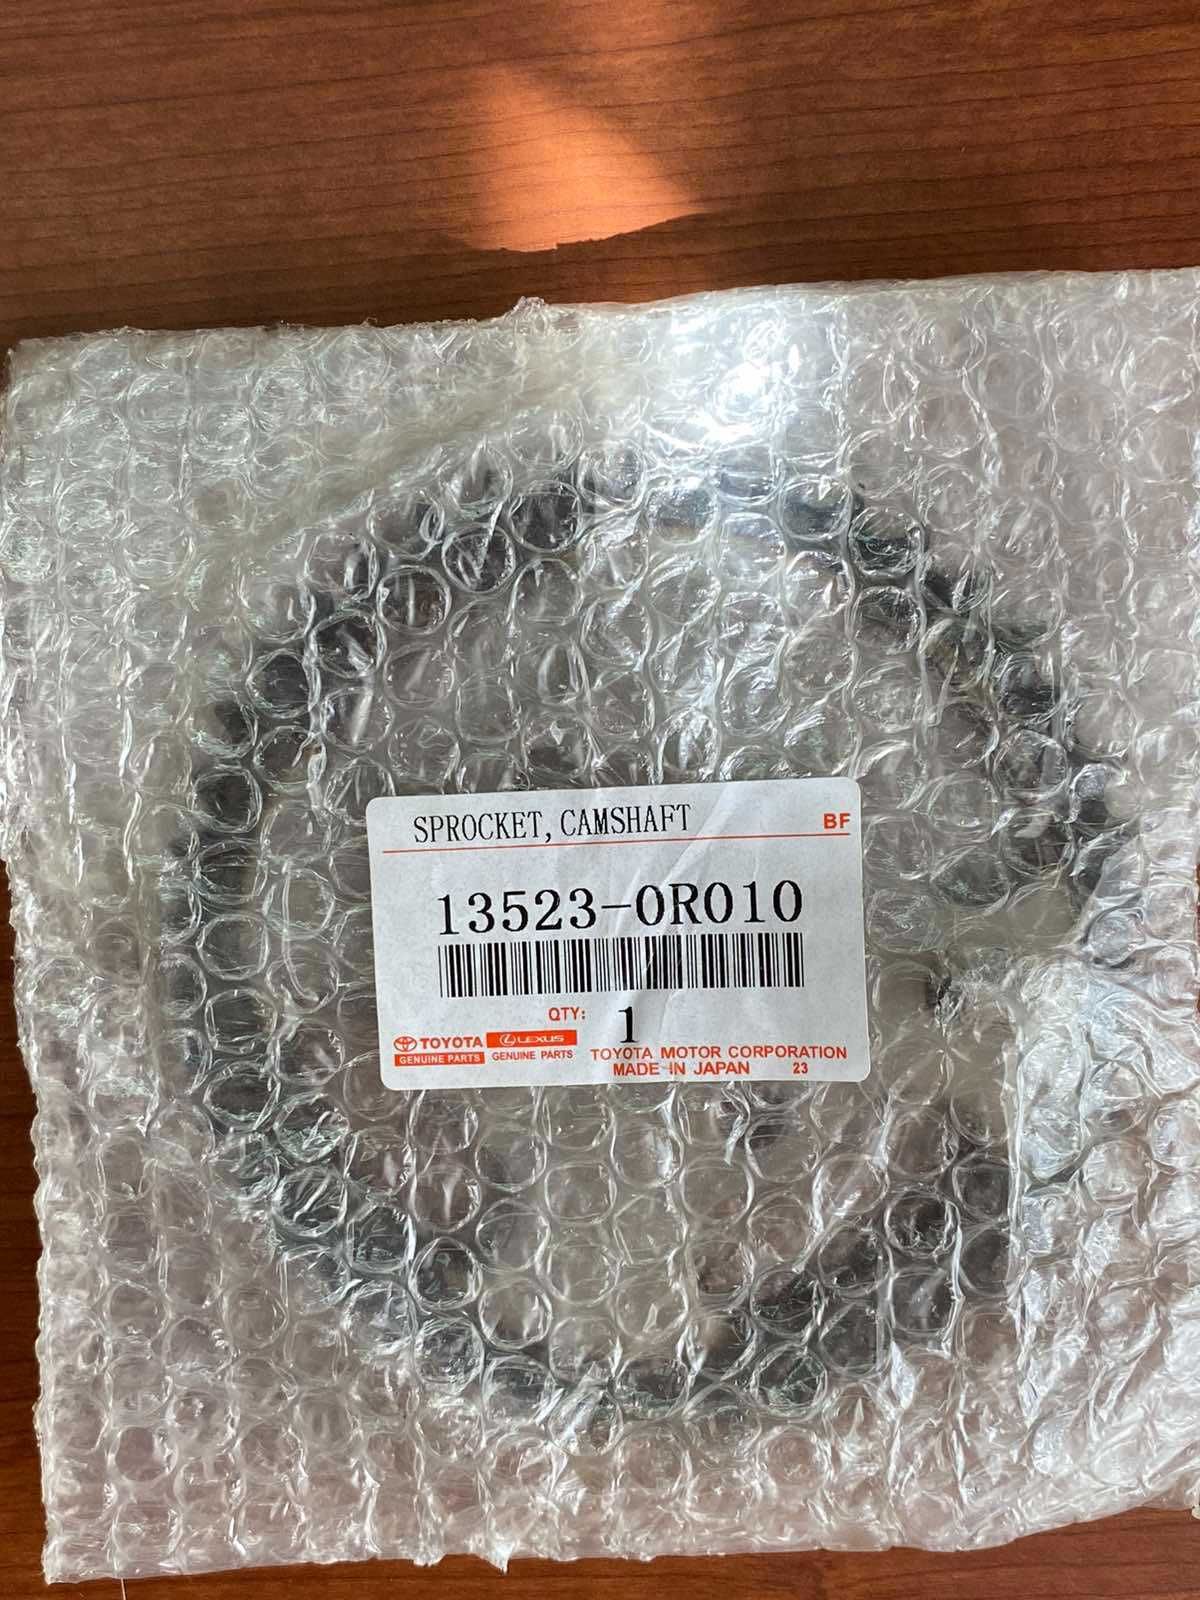 SPROCKET, CAMSHAFT BF
13523-0R010
QTY: 1
TOYOTA LEXUS
GENUINE PARTS GENUINE PARTS
TOYOTA MOTOR CORPORATION
MADE IN JAPAN 23